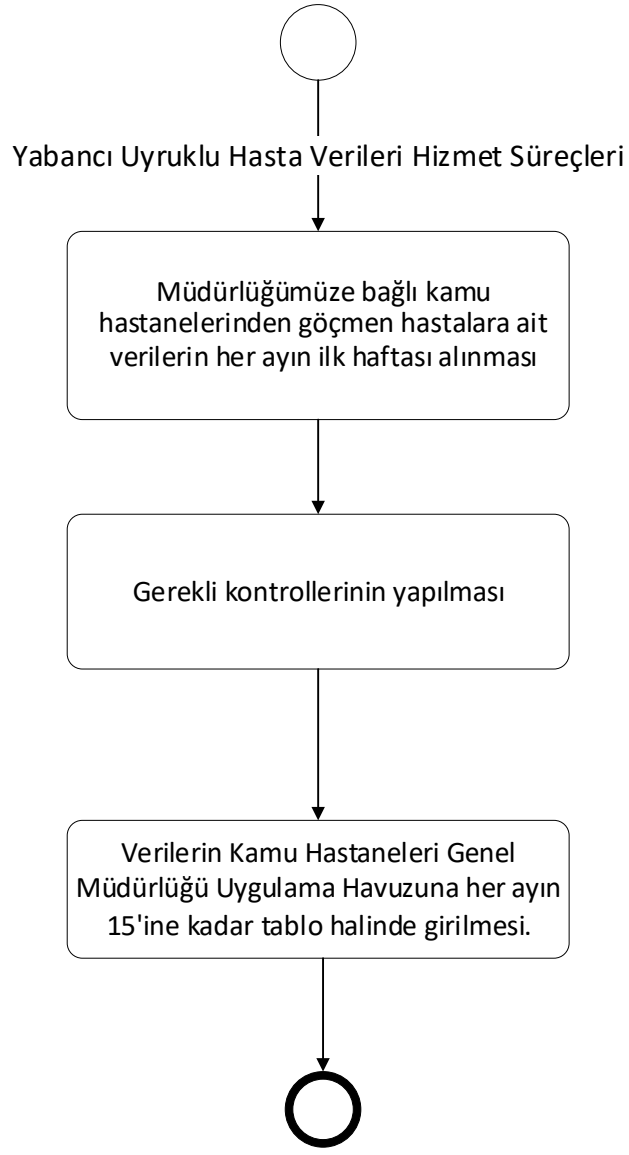 Yabancı Uyruklu Hasta Verileri Hizmet Süreçleri
Müdürlüğümüze bağlı kamu
hastanelerinden göçmen hastalara ait
verilerin her ayın ilk haftası alınması
Gerekli kontrollerinin yapılması
Verilerin Kamu Hastaneleri Genel
Müdürlüğü Uygulama Havuzuna her ayın
15'ine kadar tablo halinde girilmesi.